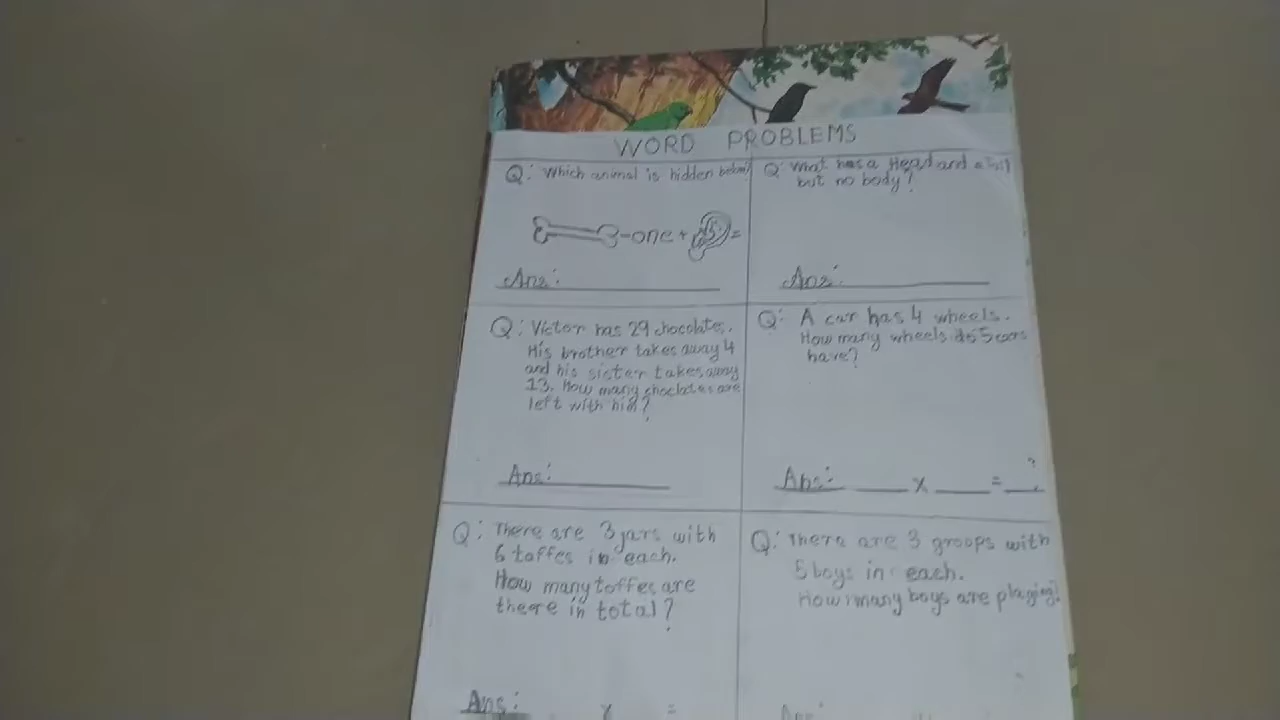 WORD PROBLEMS
Q: Which animal is hidden below?
-one + =
Ans:
Q: What has a Head and a tail
but no body?
Ans:
Q: Victor has 29 chocolates.
His brother takes away 4
and his sister takes away
13. How many choclates are
left with him?
Ans:
Q: A car has 4 wheels.
How many wheels do 5 cars
have?
Ans: x = ?
Q: There are 3 jars with
6 toffes in each.
How many toffes are
there in total?
Ans: x =
Q: There are 3 groops with
5 boys in each.
How many boys are playing?
Ans: